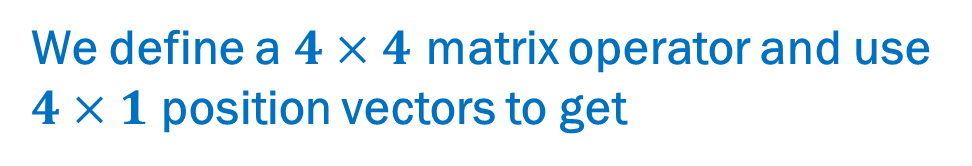 We define a 4 × 4 matrix operator and use
4 × 1 position vectors to get